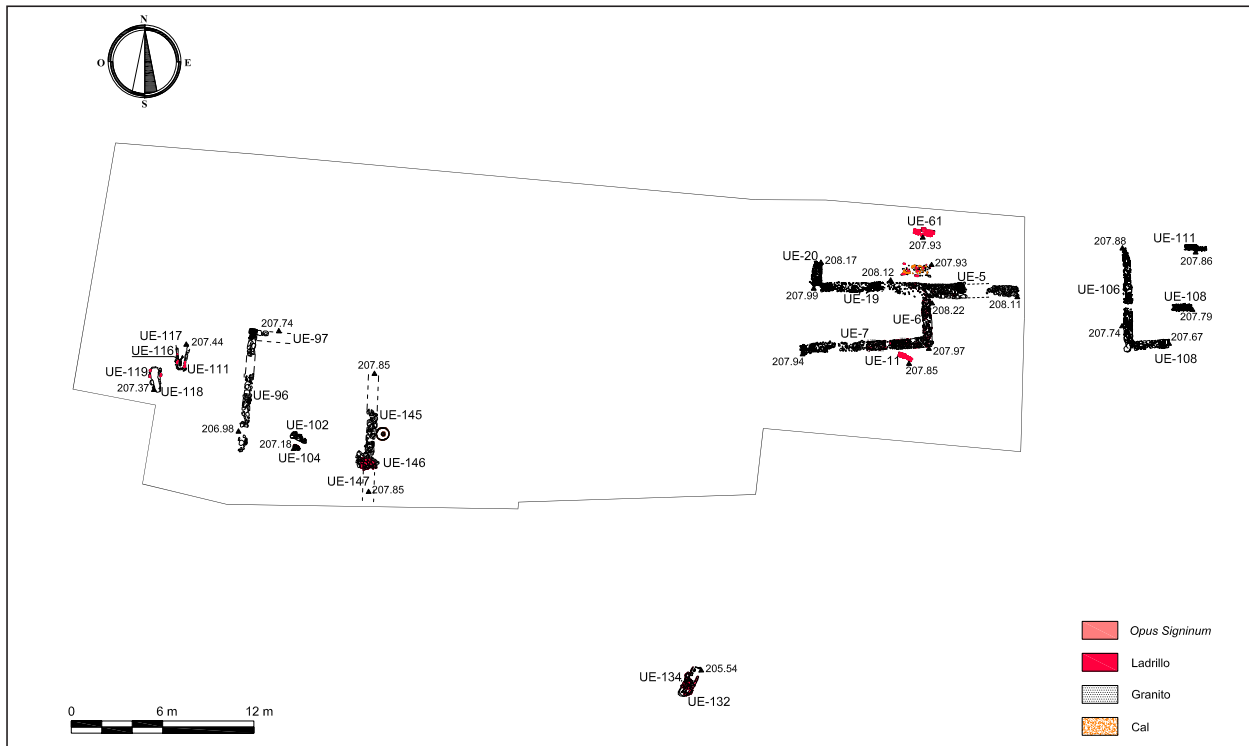 N
O E
S
UE-61
207.93
UE-20
208.17
208.12
207.93
UE-5
207.99
UE-19
208.22
208.11
UE-6
UE-7
207.94
207.97
UE-11
207.85
207.88
UE-111
207.86
UE-106
UE-108
207.79
207.74
207.67
UE-108
207.74
UE-97
UE-117
207.44
UE-116
UE-119
UE-111
207.37
UE-118
UE-96
206.98
UE-102
207.18
UE-104
207.85
UE-145
UE-146
UE-147
207.85
UE-134
205.54
UE-132
Opus Signinum
Ladrillo
Granito
Cal
0 6 m 12 m